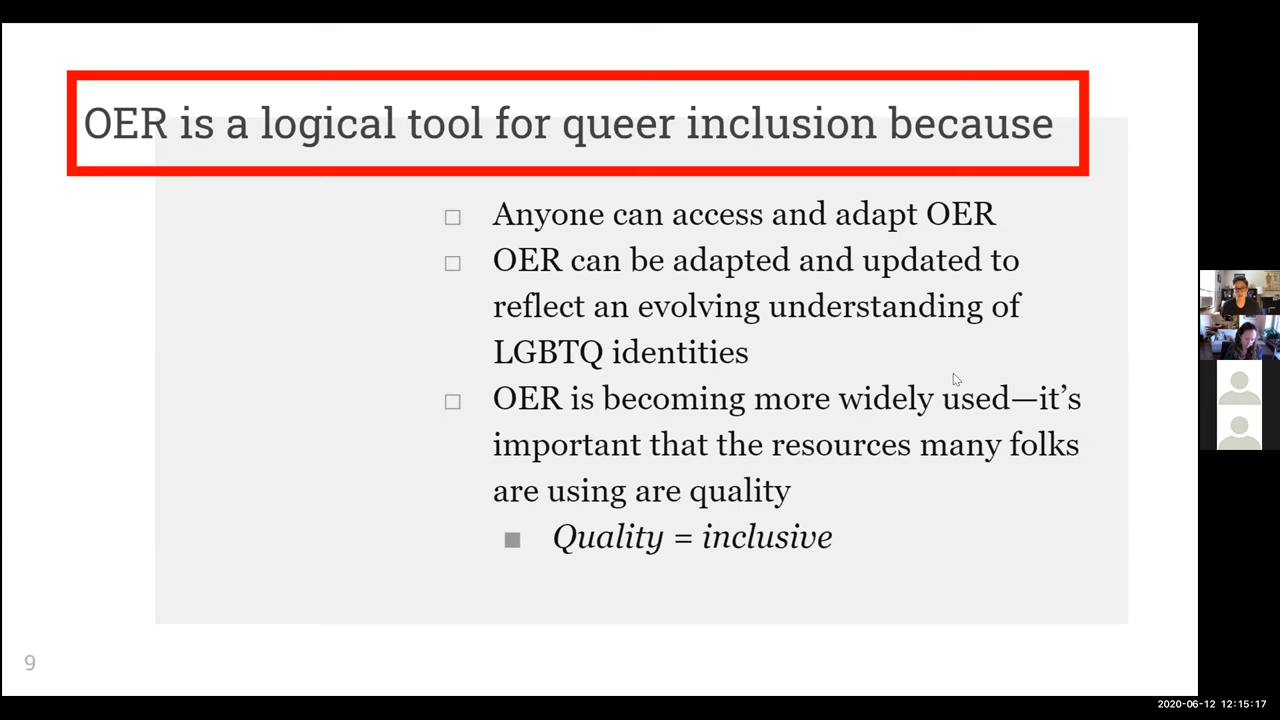 OER is a logical tool for queer inclusion because
Anyone can access and adapt OER
OER can be adapted and updated to
reflect an evolving understanding of
LGBTQ identities
OER is becoming more widely used—it’s
important that the resources many folks
are using are quality
Quality = inclusive
9
2020-06-12 12:15:17